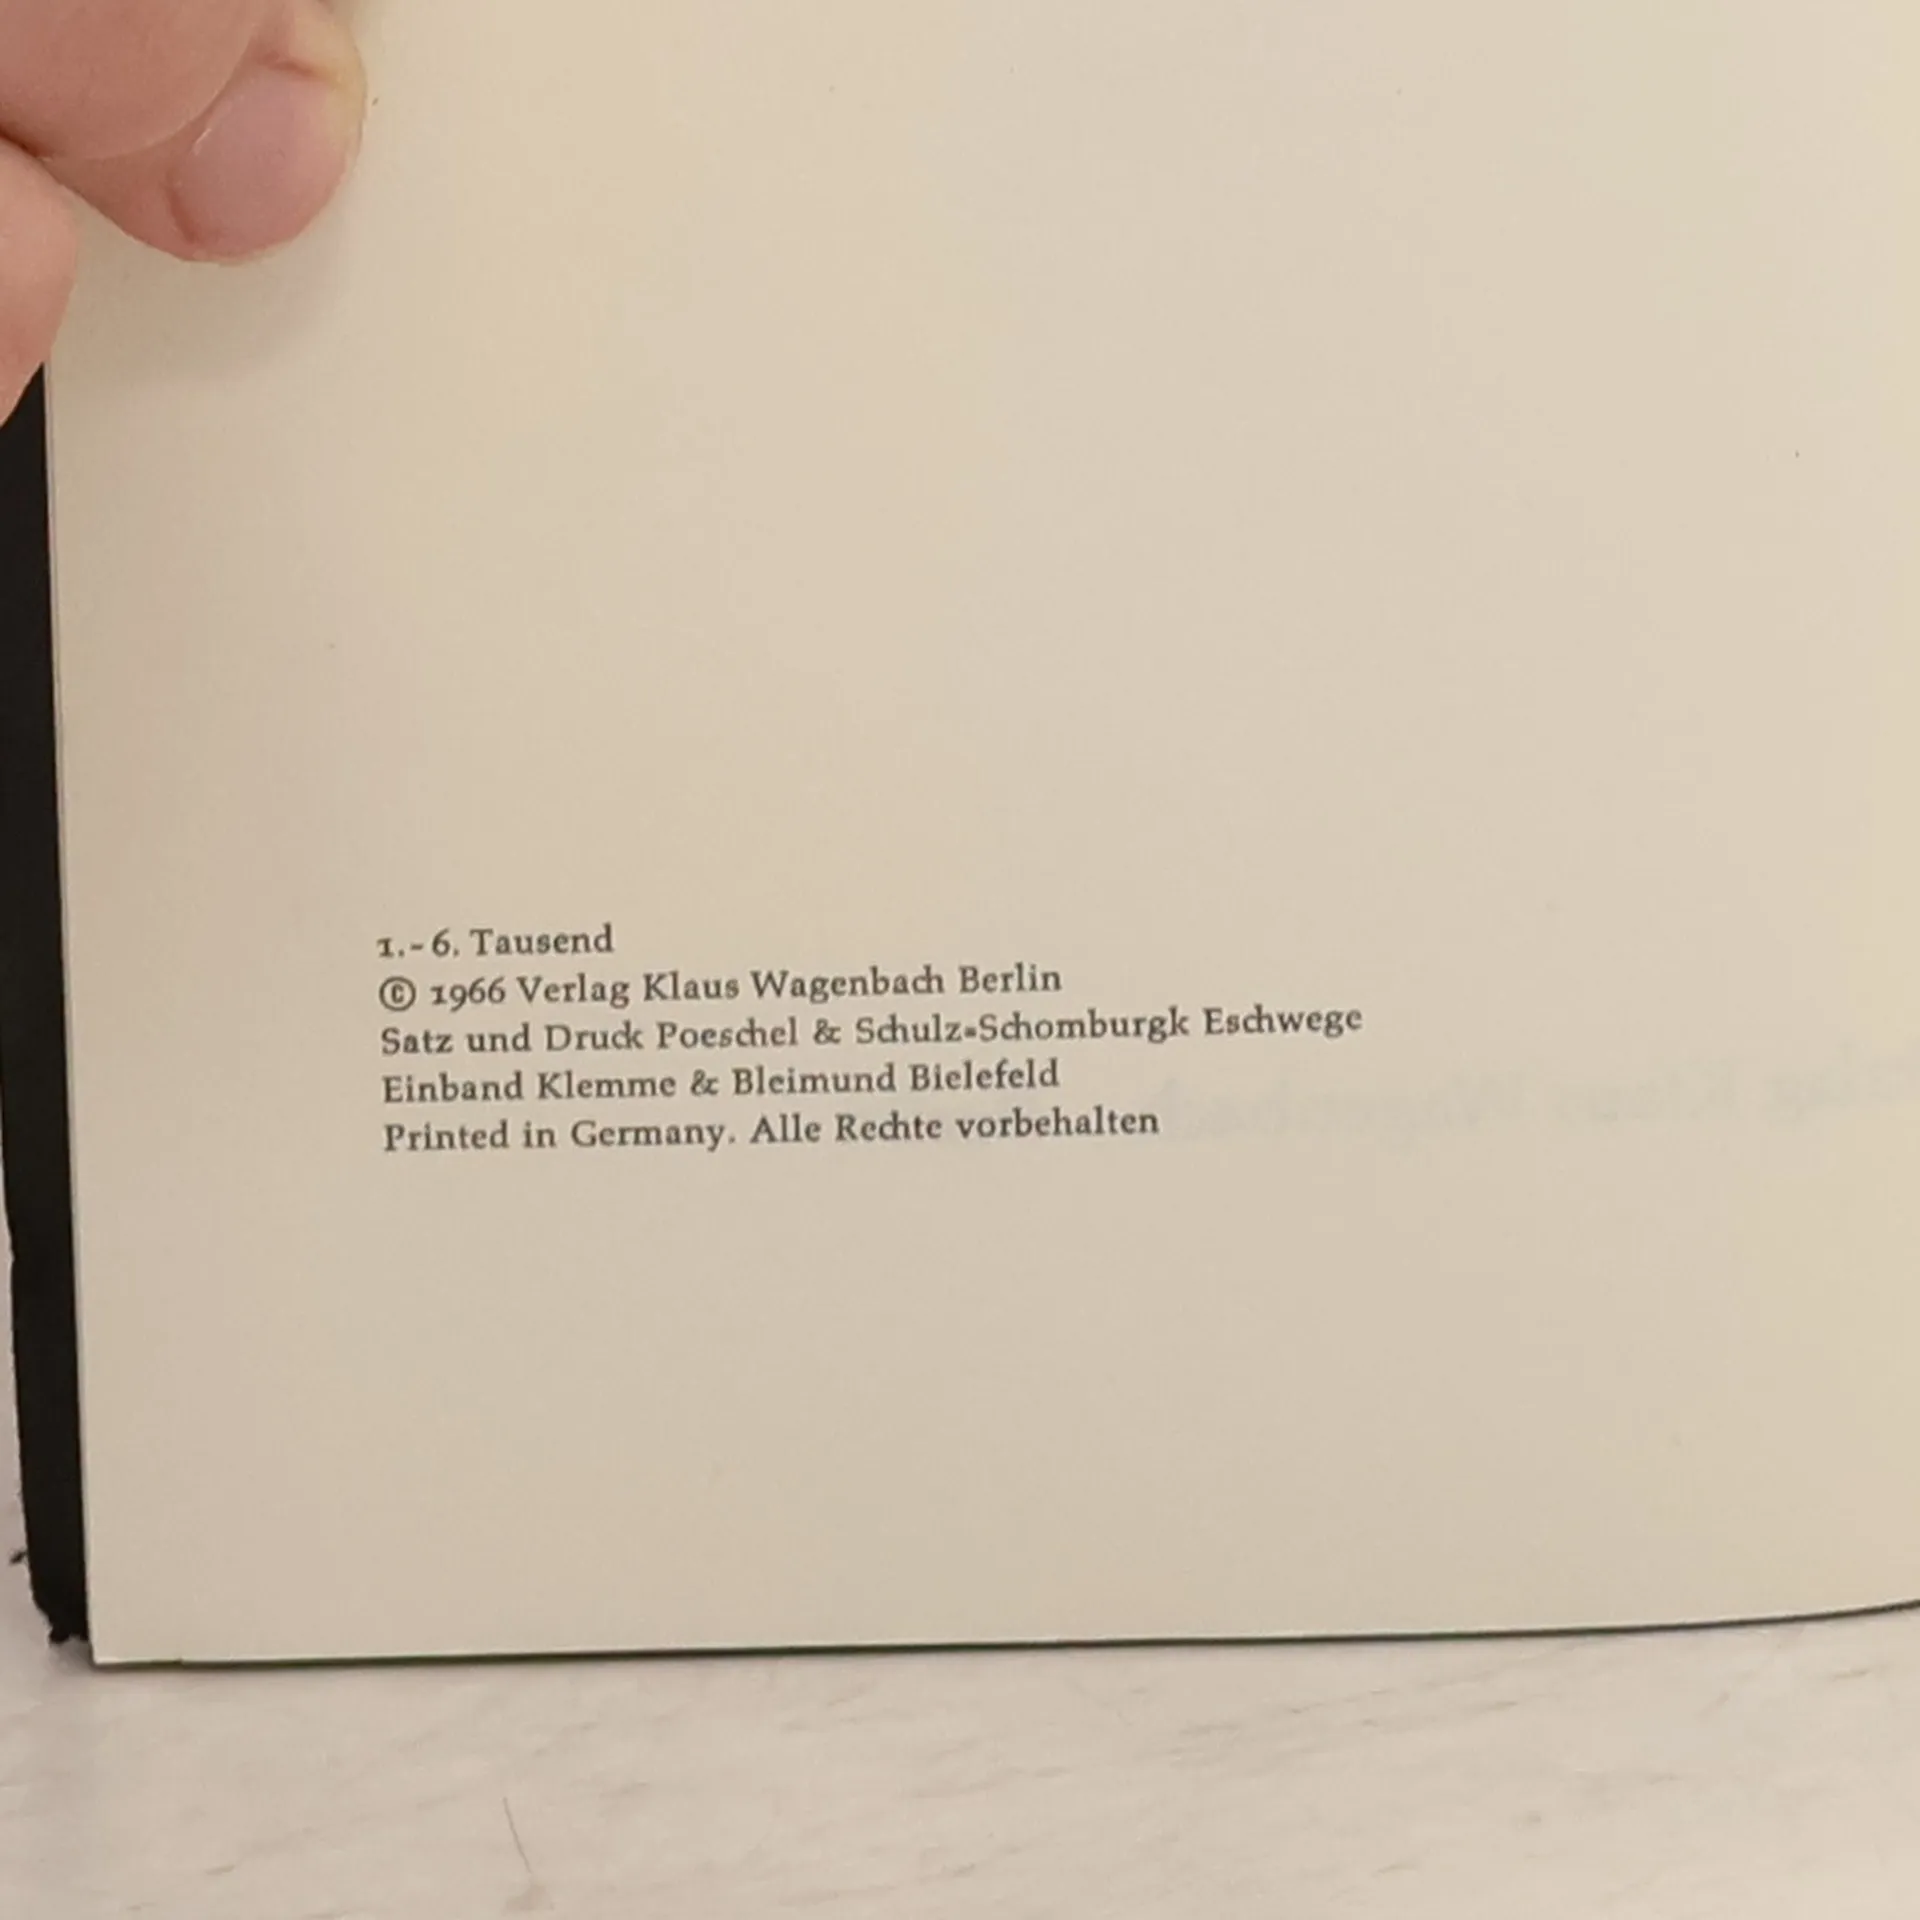 1.-6. Tausend
© 1966 Verlag Klaus Wagenbach Berlin
Satz und Druck Poeschel & Schulz-Schomburgk Eschwege
Einband Klemme & Bleimund Bielefeld
Printed in Germany. Alle Rechte vorbehalten